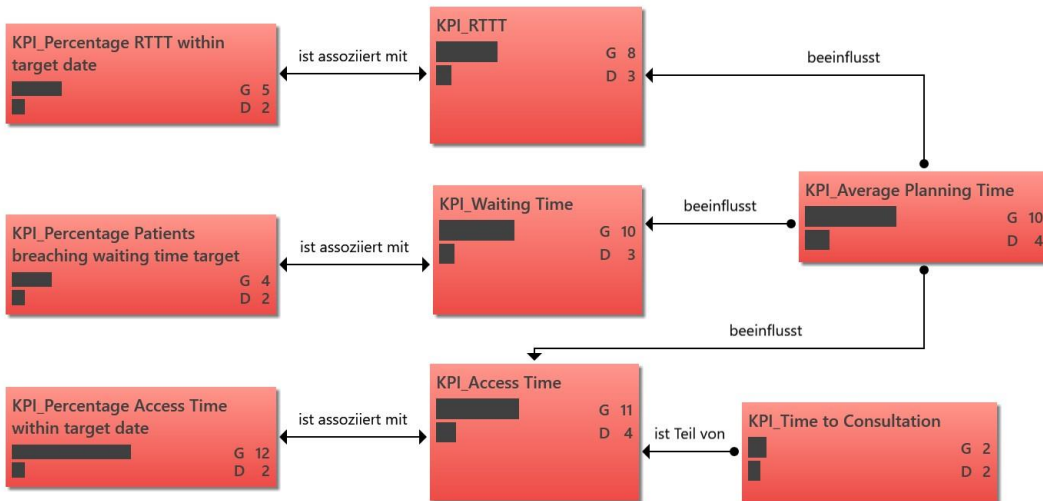 KPI_Percentage RTTT within
target date
G 5
D 2
ist assoziiert mit
KPI_RTTT
G 8
D 3
beeinflusst
KPI_Percentage Patients
breaching waiting time target
G 4
D 2
ist assoziiert mit
KPI_Waiting Time
G 10
D 3
beeinflusst
KPI_Average Planning Time
G 10
D 4
beeinflusst
KPI_Percentage Access Time
within target date
G 12
D 2
ist assoziiert mit
KPI_Access Time
G 11
D 4
ist Teil von
KPI_Time to Consultation
G 2
D 2